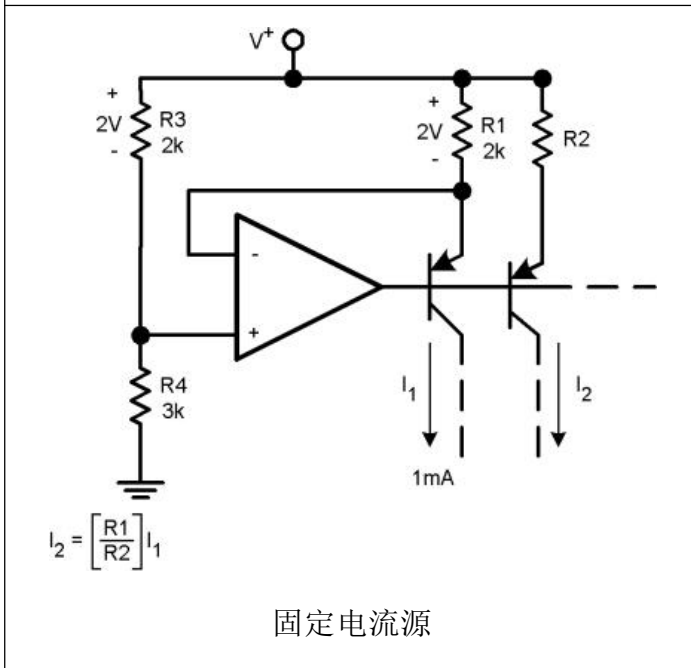 V+
+
2V
-
R3
2k
+
2V
-
R1
2k
R2
-
+
R4
3k
I1
1mA
I2
I2 = [R1/R2] I1
固定电流源